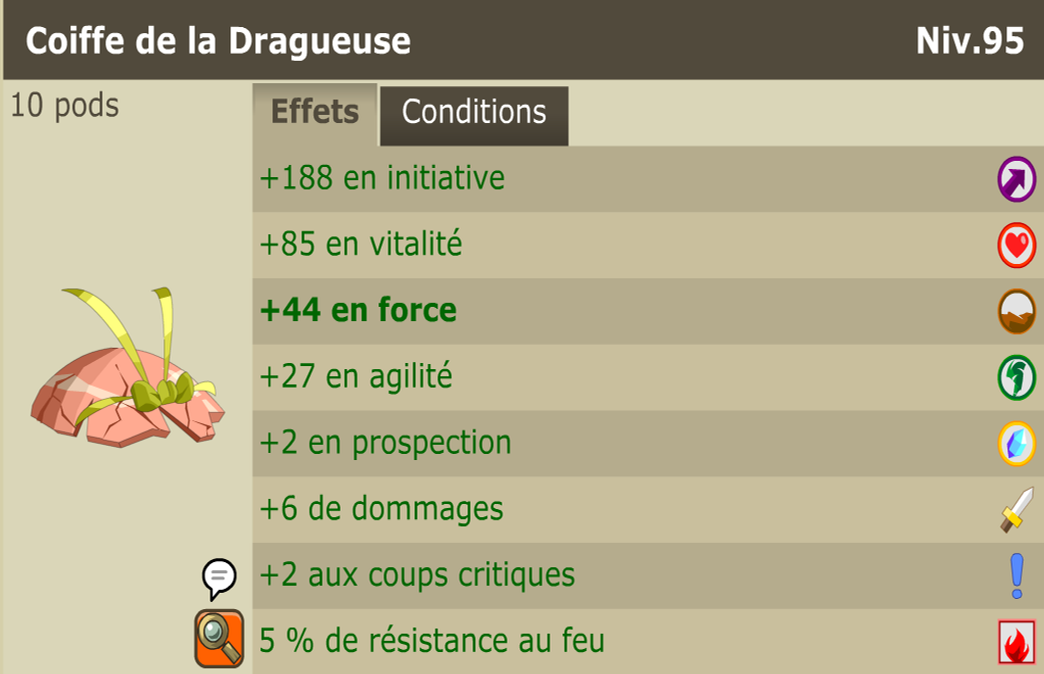 Coiffe de la Dragueuse
Niv.95
10 pods
Effets
Conditions
+188 en initiative
+85 en vitalité
+44 en force
+27 en agilité
+2 en prospection
+6 de dommages
+2 aux coups critiques
5 % de résistance au feu